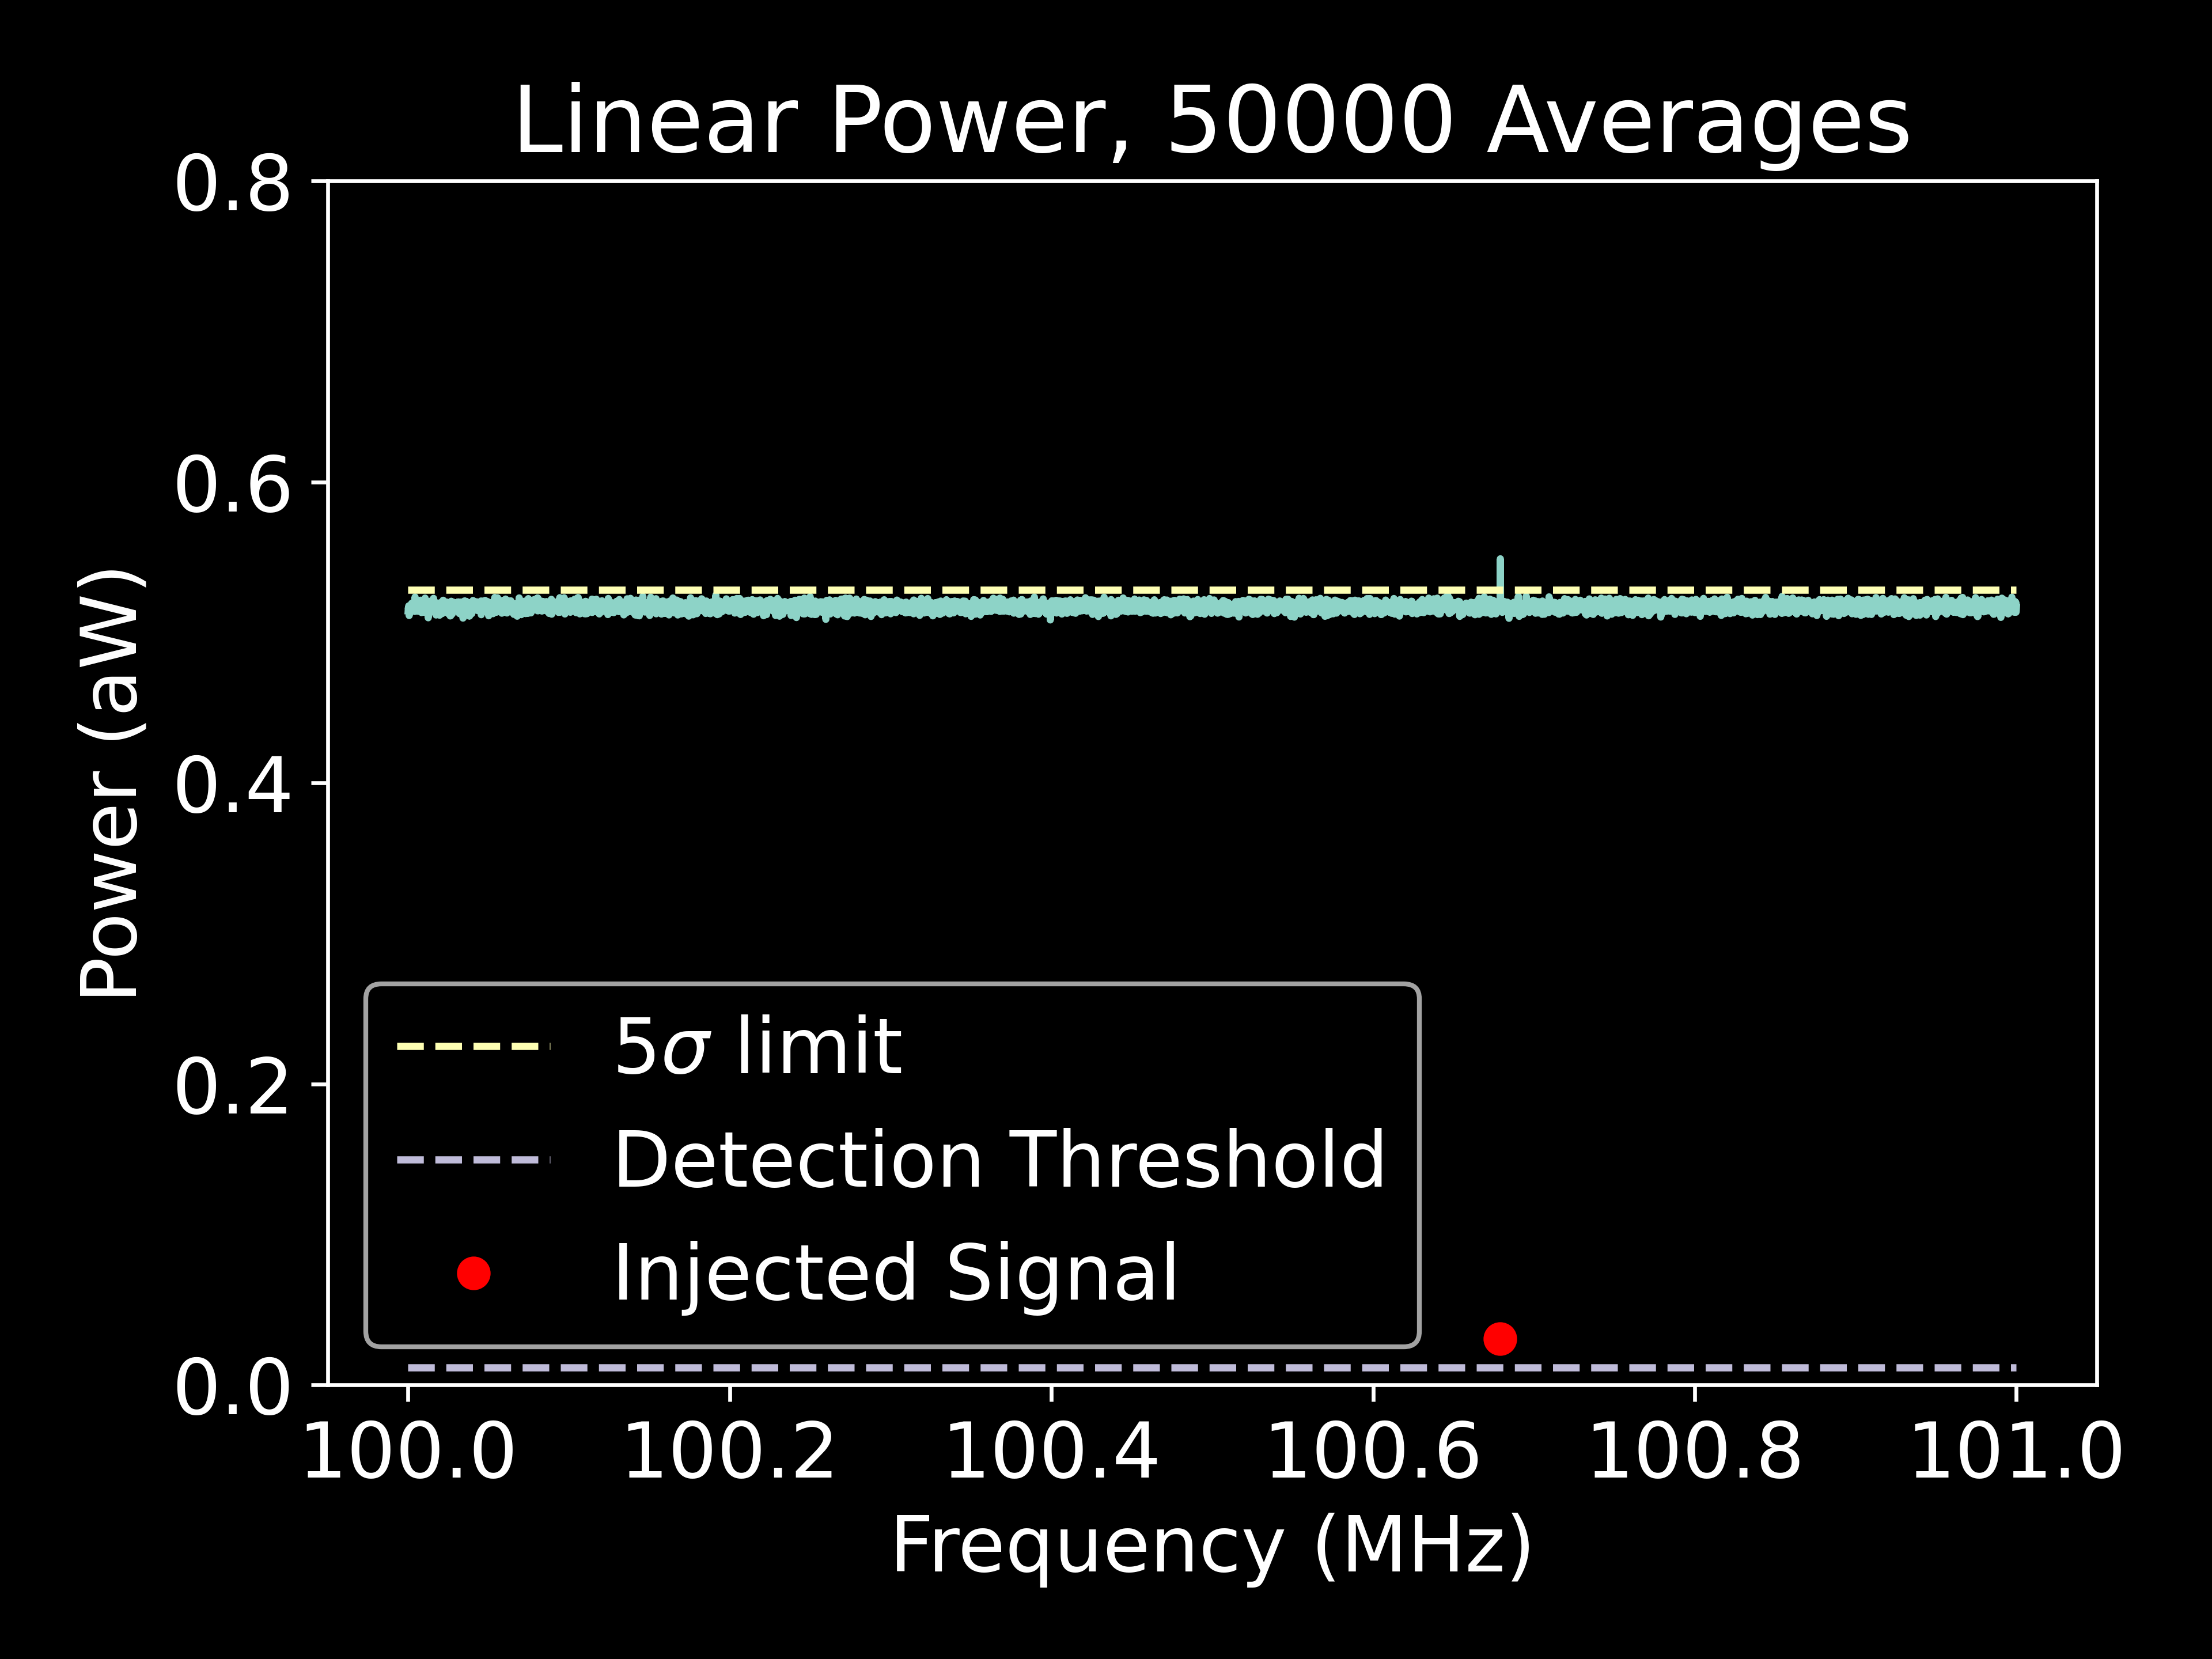 Linear Power, 50000 Averages
0.8
0.6
0.4
0.2
0.0
Power (aW)
5σ limit
Detection Threshold
Injected Signal
100.0 100.2 100.4 100.6 100.8 101.0
Frequency (MHz)